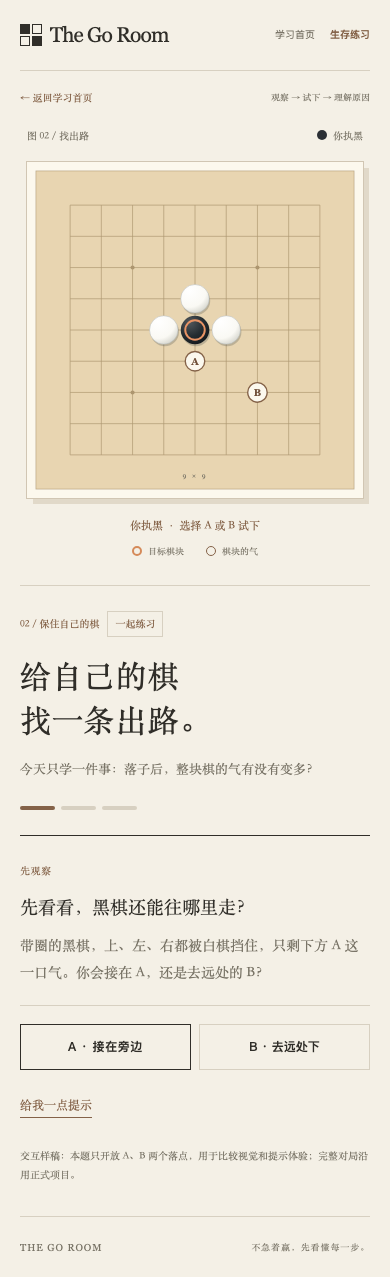 The Go Room
学习首页 生存练习
← 返回学习首页
观察 → 试下 → 理解原因
图 02 / 找出路
你执黑
A
B
9 × 9
你执黑 · 选择 A 或 B 试下
目标棋块 棋块的气
02 / 保住自己的棋 一起练习
给自己的棋
找一条出路。
今天只学一件事：落子后，整块棋的气有没有变多？
先观察
先看看，黑棋还能往哪里走？
带圈的黑棋，上、左、右都被白棋挡住，只剩下方 A 这
一口气。你会接在 A，还是去远处的 B？
A · 接在旁边
B · 去远处下
给我一点提示
交互样稿：本题只开放 A、B 两个落点，用于比较视觉和提示体验；完整对局沿
用正式项目。
THE GO ROOM
不急着赢，先看懂每一步。